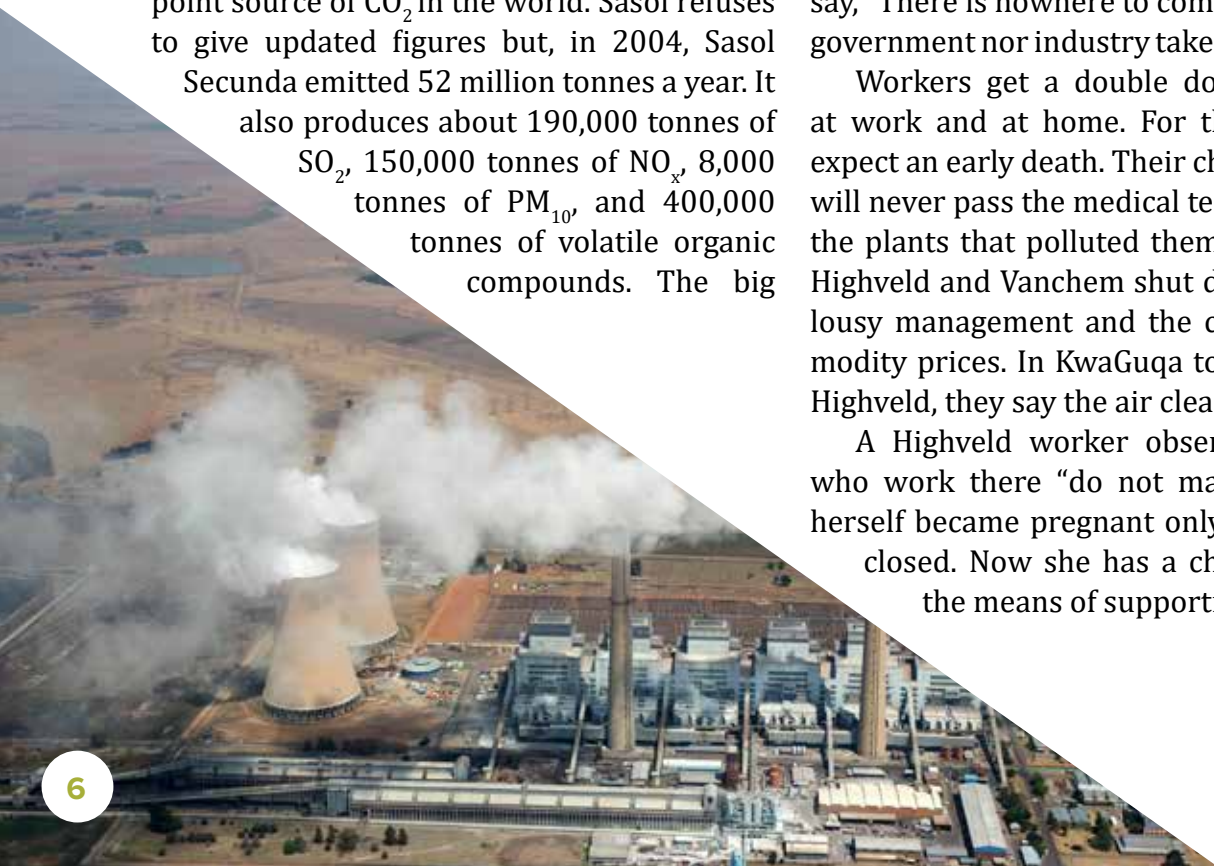 point source of CO₂ in the world. Sasol refuses
to give updated figures but, in 2004, Sasol
Secunda emitted 52 million tonnes a year. It
also produces about 190,000 tonnes of
SO₂, 150,000 tonnes of NOₓ, 8,000
tonnes of PM₁₀, and 400,000
tonnes of volatile organic
compounds. The big
say, “There is nowhere to com
government nor industry take
Workers get a double do
at work and at home. For t
expect an early death. Their c
will never pass the medical te
the plants that polluted them
Highveld and Vanchem shut d
lousy management and the c
modity prices. In KwaGuqa to
Highveld, they say the air clea
A Highveld worker obser
who work there “do not ma
herself became pregnant only
closed. Now she has a ch
the means of support
6